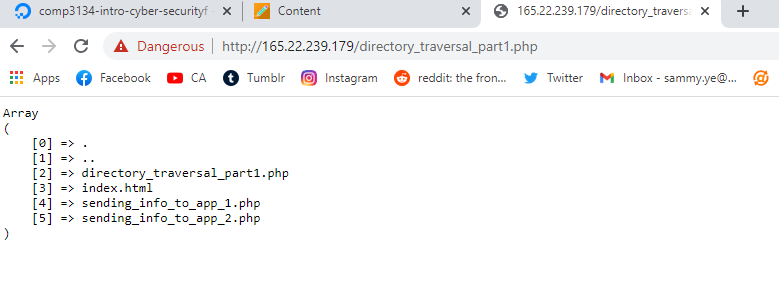 comp3134-intro-cyber-securityf
Content
165.22.239.179/directory_travers
Dangerous | http://165.22.239.179/directory_traversal_part1.php
Apps Facebook CA Tumblr Instagram reddit: the fron... Twitter Inbox - sammy.ye@...
Array
(
[0] => .
[1] => ..
[2] => directory_traversal_part1.php
[3] => index.html
[4] => sending_info_to_app_1.php
[5] => sending_info_to_app_2.php
)